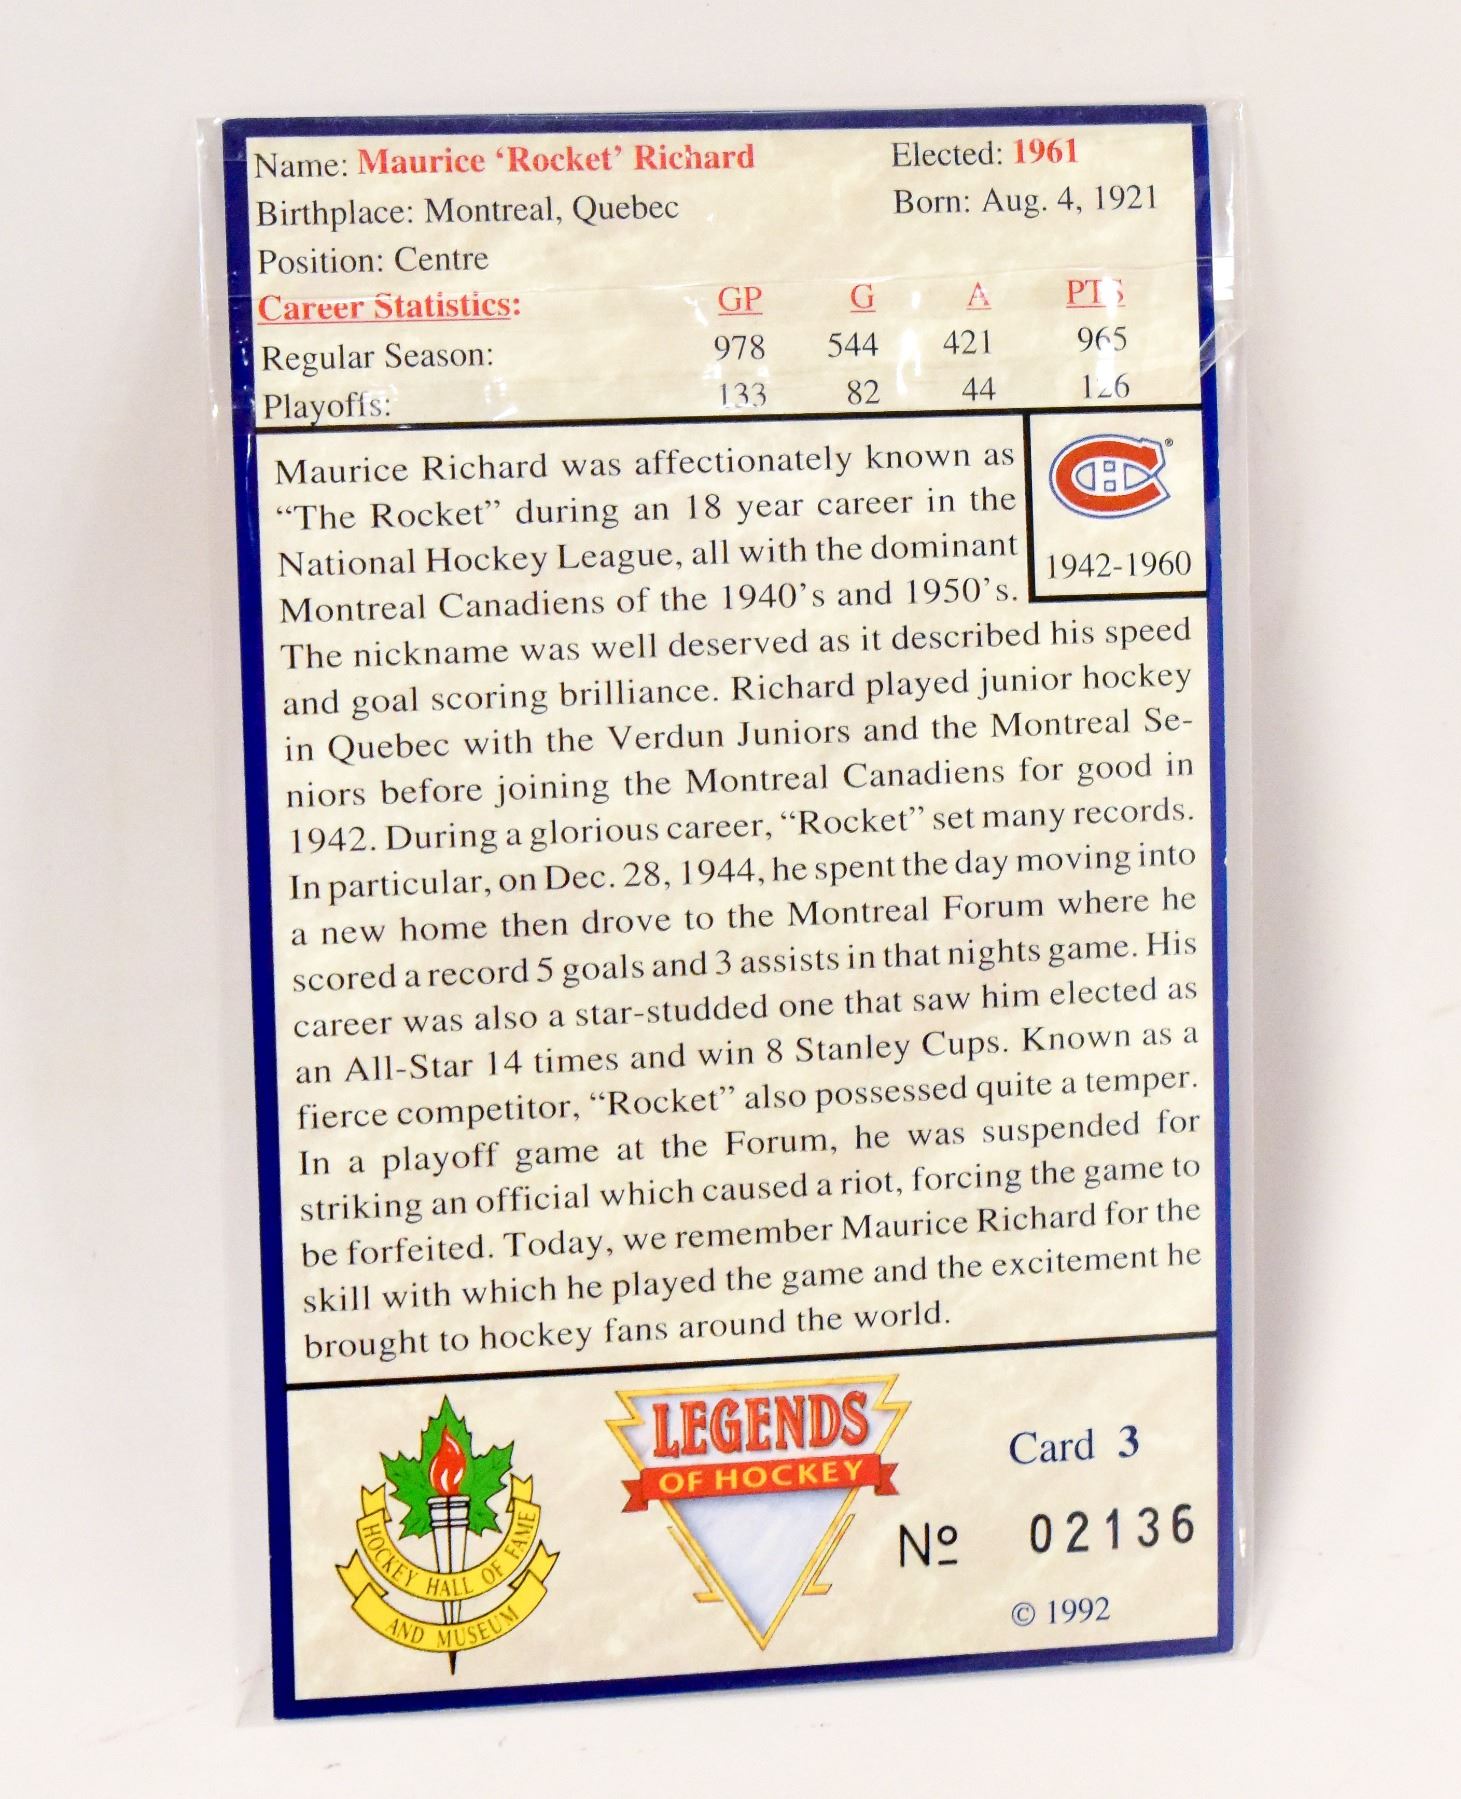 Name: Maurice ‘Rocket’ Richard Elected: 1961
Birthplace: Montreal, Quebec Born: Aug. 4, 1921
Position: Centre
Career Statistics: GP G A PTS
Regular Season: 978 544 421 965
Playoffs: 133 82 44 126
Maurice Richard was affectionately known as
“The Rocket” during an 18 year career in the
National Hockey League, all with the dominant
Montreal Canadiens of the 1940’s and 1950’s.
CH ®
1942-1960
The nickname was well deserved as it described his speed
and goal scoring brilliance. Richard played junior hockey
in Quebec with the Verdun Juniors and the Montreal Se-
niors before joining the Montreal Canadiens for good in
1942. During a glorious career, “Rocket” set many records.
In particular, on Dec. 28, 1944, he spent the day moving into
a new home then drove to the Montreal Forum where he
scored a record 5 goals and 3 assists in that nights game. His
career was also a star-studded one that saw him elected as
an All-Star 14 times and win 8 Stanley Cups. Known as a
fierce competitor, “Rocket” also possessed quite a temper.
In a playoff game at the Forum, he was suspended for
striking an official which caused a riot, forcing the game to
be forfeited. Today, we remember Maurice Richard for the
skill with which he played the game and the excitement he
brought to hockey fans around the world.
HOCKEY HALL OF FAME
AND MUSEUM
LEGENDS
OF HOCKEY
Card 3
Nº 02136
© 1992